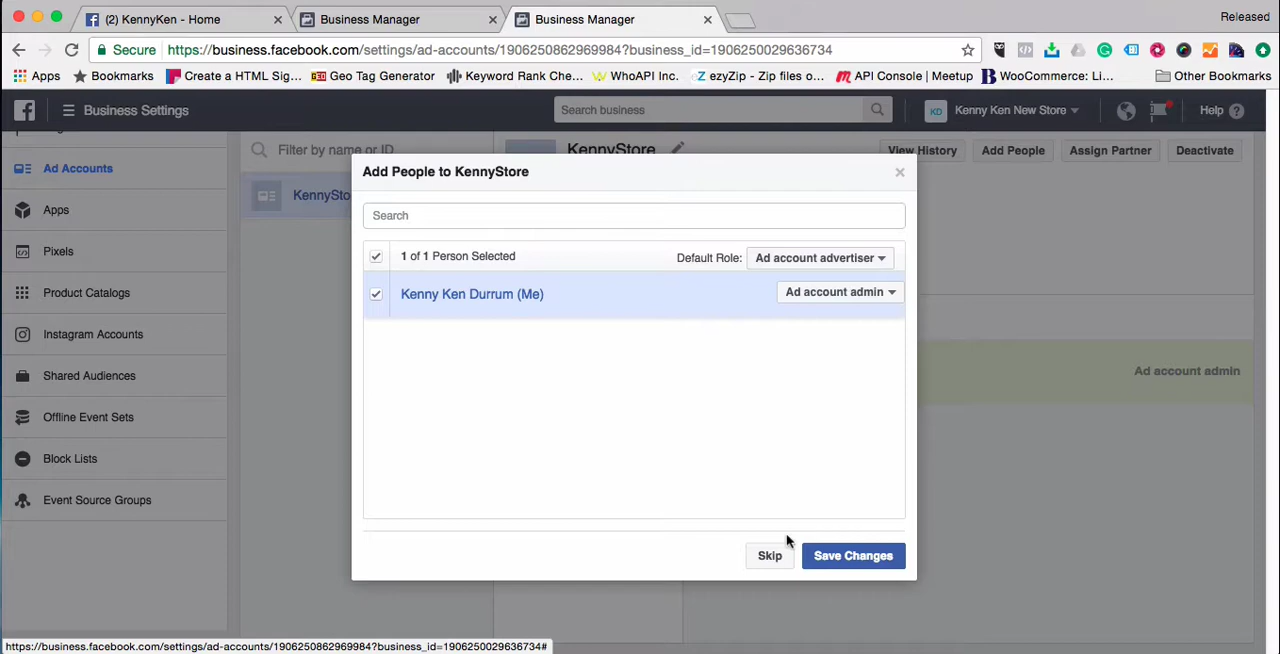 (2) KennyKen - Home
Business Manager
Business Manager
Released
Secure
https://business.facebook.com/settings/ad-accounts/1906250862969984?business_id=1906250029636734
Apps
Bookmarks
Create a HTML Sig...
Geo Tag Generator
Keyword Rank Che...
WhoAPI Inc.
ezyZip - Zip files o...
API Console | Meetup
WooCommerce: Li...
Other Bookmarks
Business Settings
Search business
KD
Kenny Ken New Store
Help
Ad Accounts
Apps
Pixels
Product Catalogs
Instagram Accounts
Shared Audiences
Offline Event Sets
Block Lists
Event Source Groups
Filter by name or ID
KennySto
KennyStore
View History
Add People
Assign Partner
Deactivate
Ad account admin
Add People to KennyStore
Search
1 of 1 Person Selected
Default Role:
Ad account advertiser
Kenny Ken Durrum (Me)
Ad account admin
Skip
Save Changes
https://business.facebook.com/settings/ad-accounts/1906250862969984?business_id=1906250029636734#